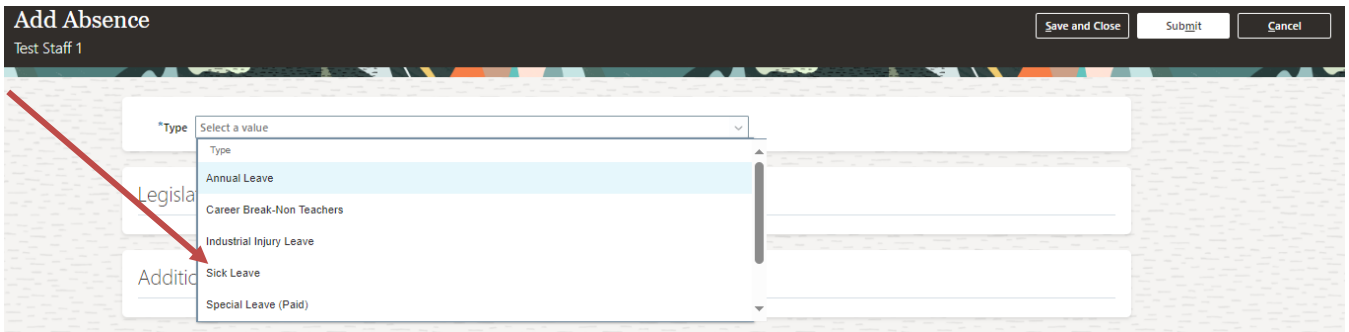 Add Absence
Save and Close Submit Cancel
Test Staff 1
*Type Select a value
Type
Annual Leave
Career Break-Non Teachers
Industrial Injury Leave
Sick Leave
Special Leave (Paid)